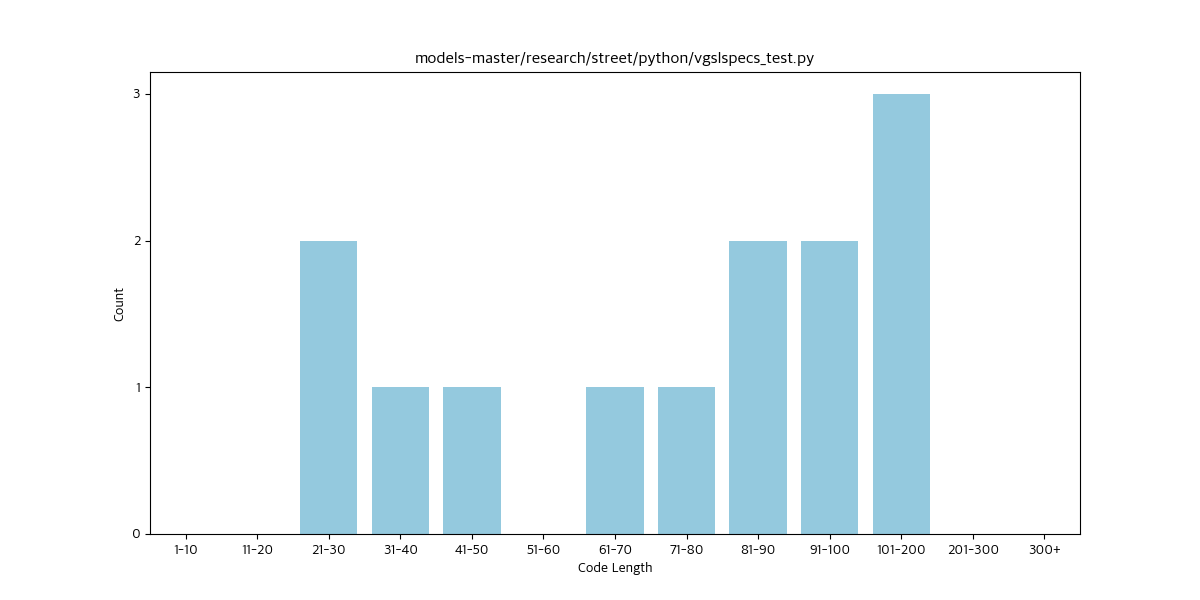 models-master/research/street/python/vgslspecs_test.py
Count
3
2
1
0
1-10 11-20 21-30 31-40 41-50 51-60 61-70 71-80 81-90 91-100 101-200 201-300 300+
Code Length